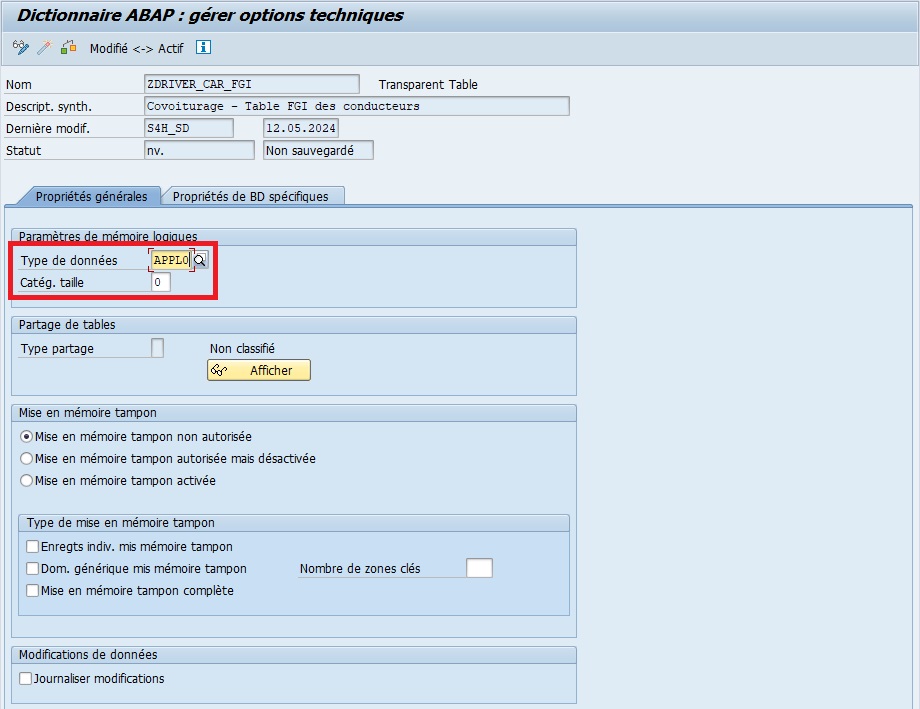 Dictionnaire ABAP : gérer options techniques
Modifié <-> Actif
Nom ZDRIVER_CAR_FGI Transparent Table
Descript. synth. Covoiturage - Table FGI des conducteurs
Dernière modif. S4H_SD 12.05.2024
Statut nv. Non sauvegardé
Propriétés générales Propriétés de BD spécifiques
Paramètres de mémoire logiques
Type de données APPL0
Catég. taille 0
Partage de tables
Type partage Non classifié
Afficher
Mise en mémoire tampon
Mise en mémoire tampon non autorisée
Mise en mémoire tampon autorisée mais désactivée
Mise en mémoire tampon activée
Type de mise en mémoire tampon
Enregts indiv. mis mémoire tampon
Dom. générique mis mémoire tampon Nombre de zones clés
Mise en mémoire tampon complète
Modifications de données
Journaliser modifications